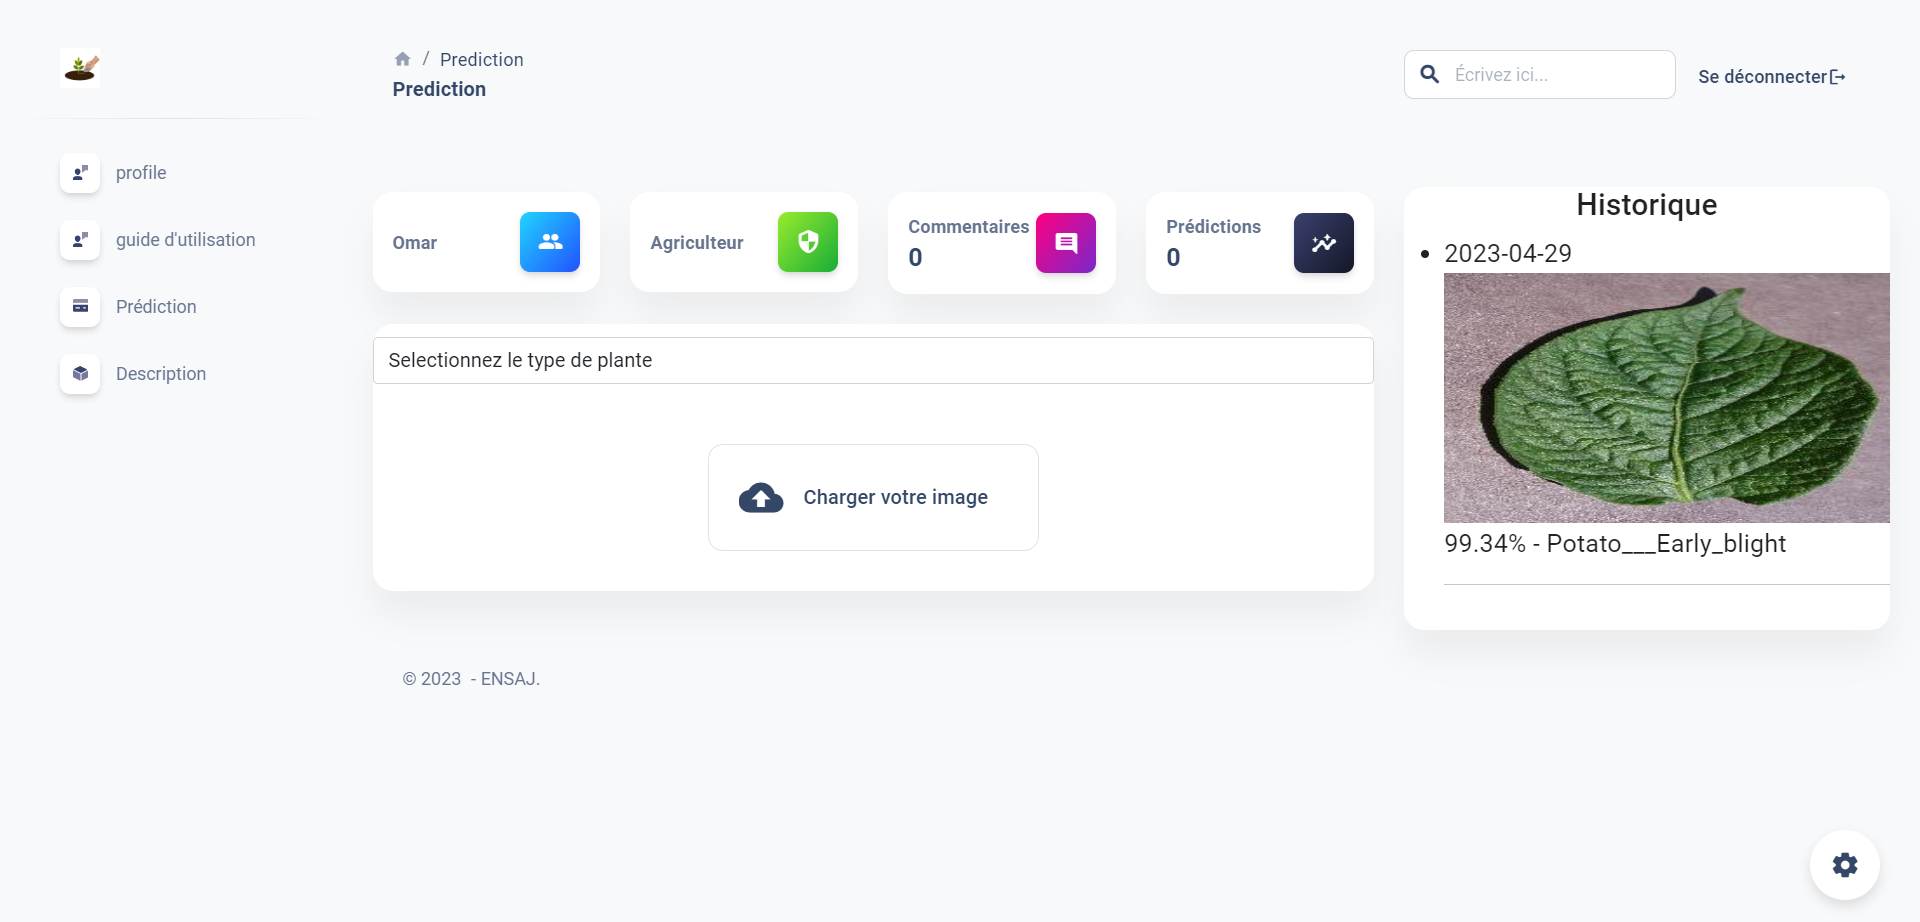 / Prediction
Prediction
Écrivez ici...
Se déconnecter
profile
guide d'utilisation
Prédiction
Description
Omar
Agriculteur
Commentaires
0
Prédictions
0
Selectionnez le type de plante
Charger votre image
Historique
2023-04-29
99.34% - Potato___Early_blight
© 2023 - ENSAJ.